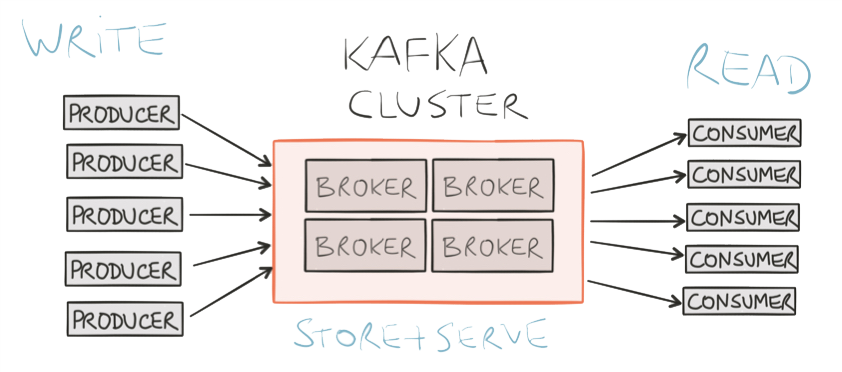 WRITE
KAFKA
CLUSTER
READ
PRODUCER
PRODUCER
PRODUCER
PRODUCER
PRODUCER
BROKER BROKER
BROKER BROKER
STORE+SERVE
CONSUMER
CONSUMER
CONSUMER
CONSUMER
CONSUMER